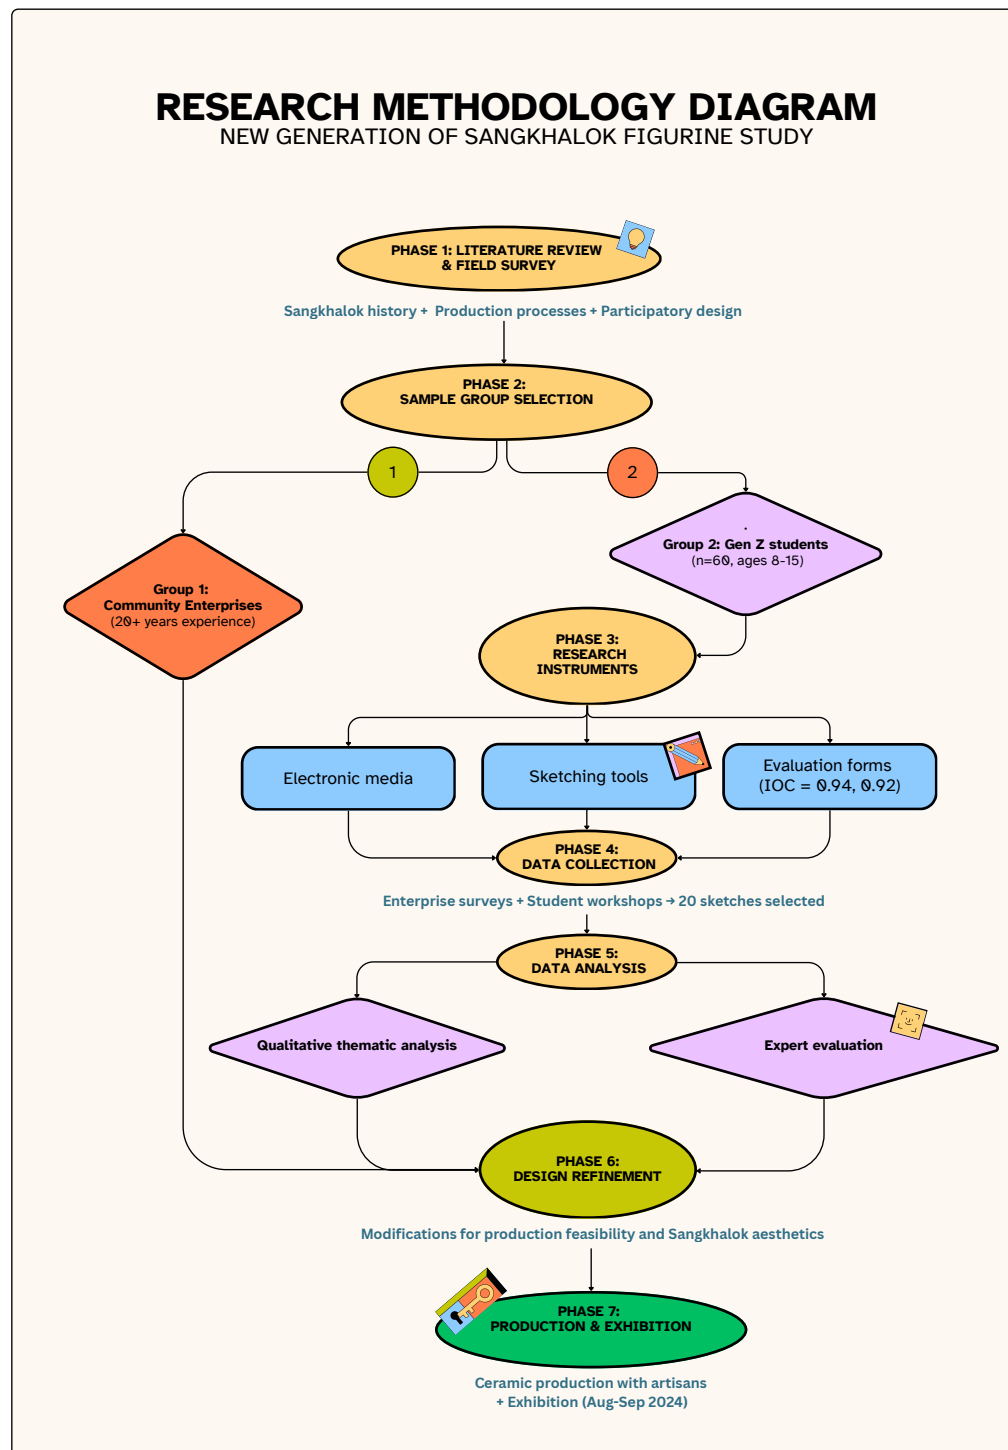 RESEARCH METHODOLOGY DIAGRAM
NEW GENERATION OF SANGKHALOK FIGURINE STUDY
PHASE 1: LITERATURE REVIEW
& FIELD SURVEY
Sangkhalok history + Production processes + Participatory design
PHASE 2:
SAMPLE GROUP SELECTION
1
2
Group 1:
Community Enterprises
(20+ years experience)
.
Group 2: Gen Z students
(n=60, ages 8-15)
PHASE 3:
RESEARCH
INSTRUMENTS
Electronic media
Sketching tools
Evaluation forms
(IOC = 0.94, 0.92)
PHASE 4:
DATA COLLECTION
Enterprise surveys + Student workshops → 20 sketches selected
PHASE 5:
DATA ANALYSIS
Qualitative thematic analysis
Expert evaluation
PHASE 6:
DESIGN REFINEMENT
Modifications for production feasibility and Sangkhalok aesthetics
PHASE 7:
PRODUCTION & EXHIBITION
Ceramic production with artisans
+ Exhibition (Aug-Sep 2024)